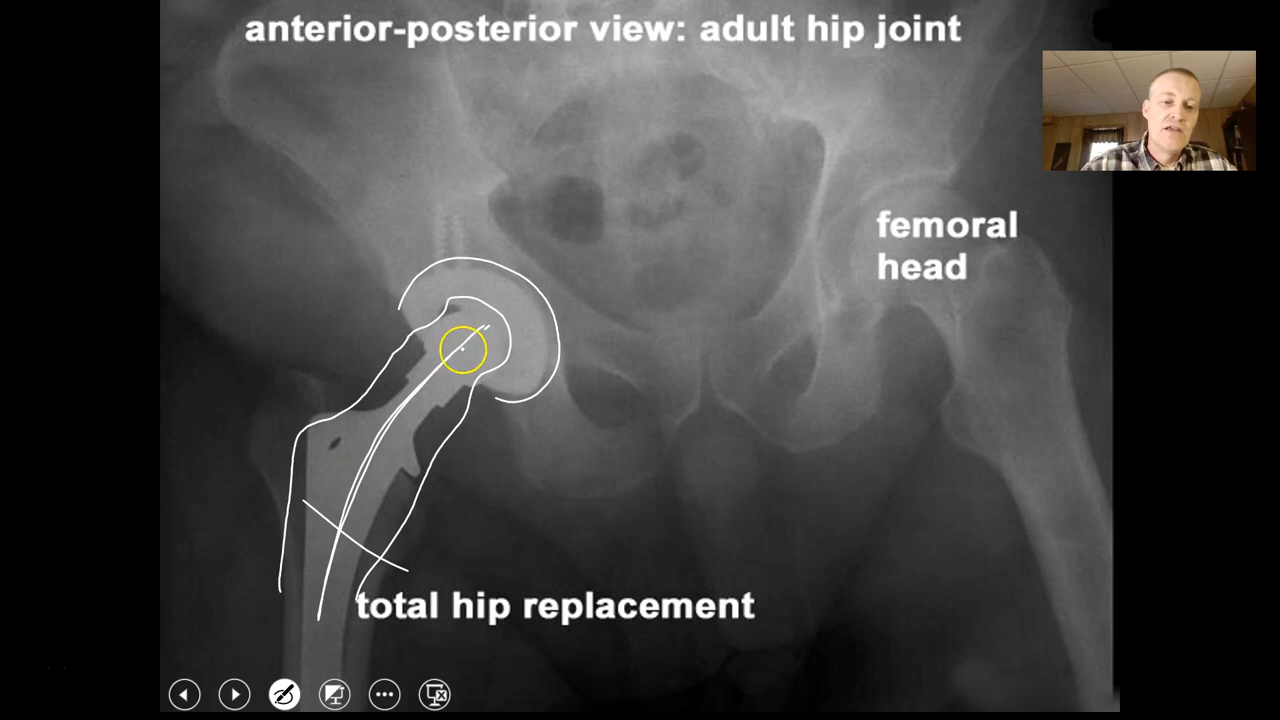 anterior-posterior view: adult hip joint
femoral
head
total hip replacement